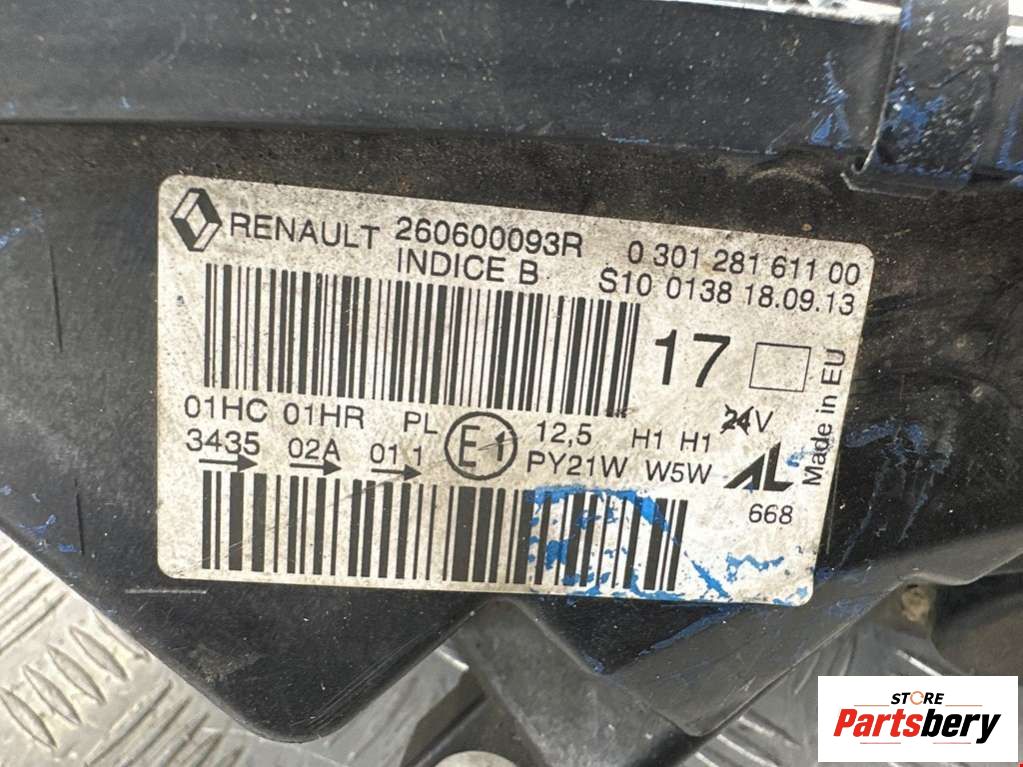 RENAULT 260600093R 0 301 281 611 00
INDICE B S10 0138 18.09.13
17
Made in EU
01HC 01HR PL E1 12,5 H1 H1 24V
3435 02A 01 1 PY21W W5W AL
668
STORE
Partsbery